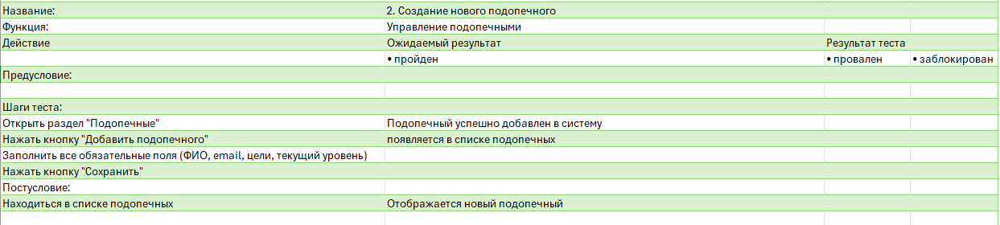 Название: 2. Создание нового подопечного
Функция: Управление подопечными
Действие Ожидаемый результат Результат теста
• пройден • провален • заблокирован
Предусловие:
Шаги теста:
Открыть раздел "Подопечные" Подопечный успешно добавлен в систему
Нажать кнопку "Добавить подопечного" появляется в списке подопечных
Заполнить все обязательные поля (ФИО, email, цели, текущий уровень)
Нажать кнопку "Сохранить"
Постусловие:
Находиться в списке подопечных Отображается новый подопечный